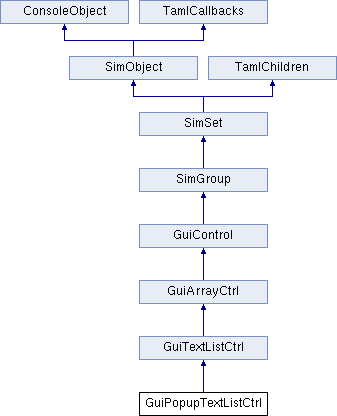 ConsoleObject TamlCallbacks
SimObject TamlChildren
SimSet
SimGroup
GuiControl
GuiArrayCtrl
GuiTextListCtrl
GuiPopupTextListCtrl